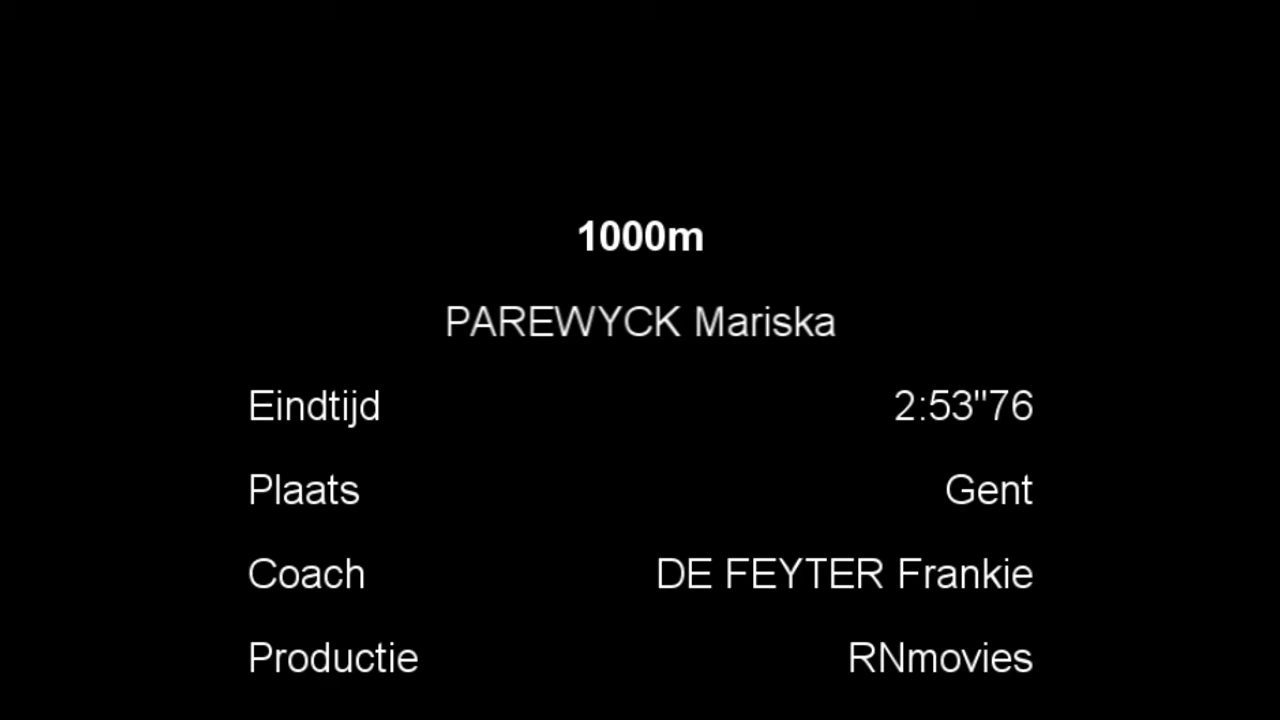 1000m
PAREWYCK Mariska
Eindtijd 2:53"76
Plaats Gent
Coach DE FEYTER Frankie
Productie RNmovies